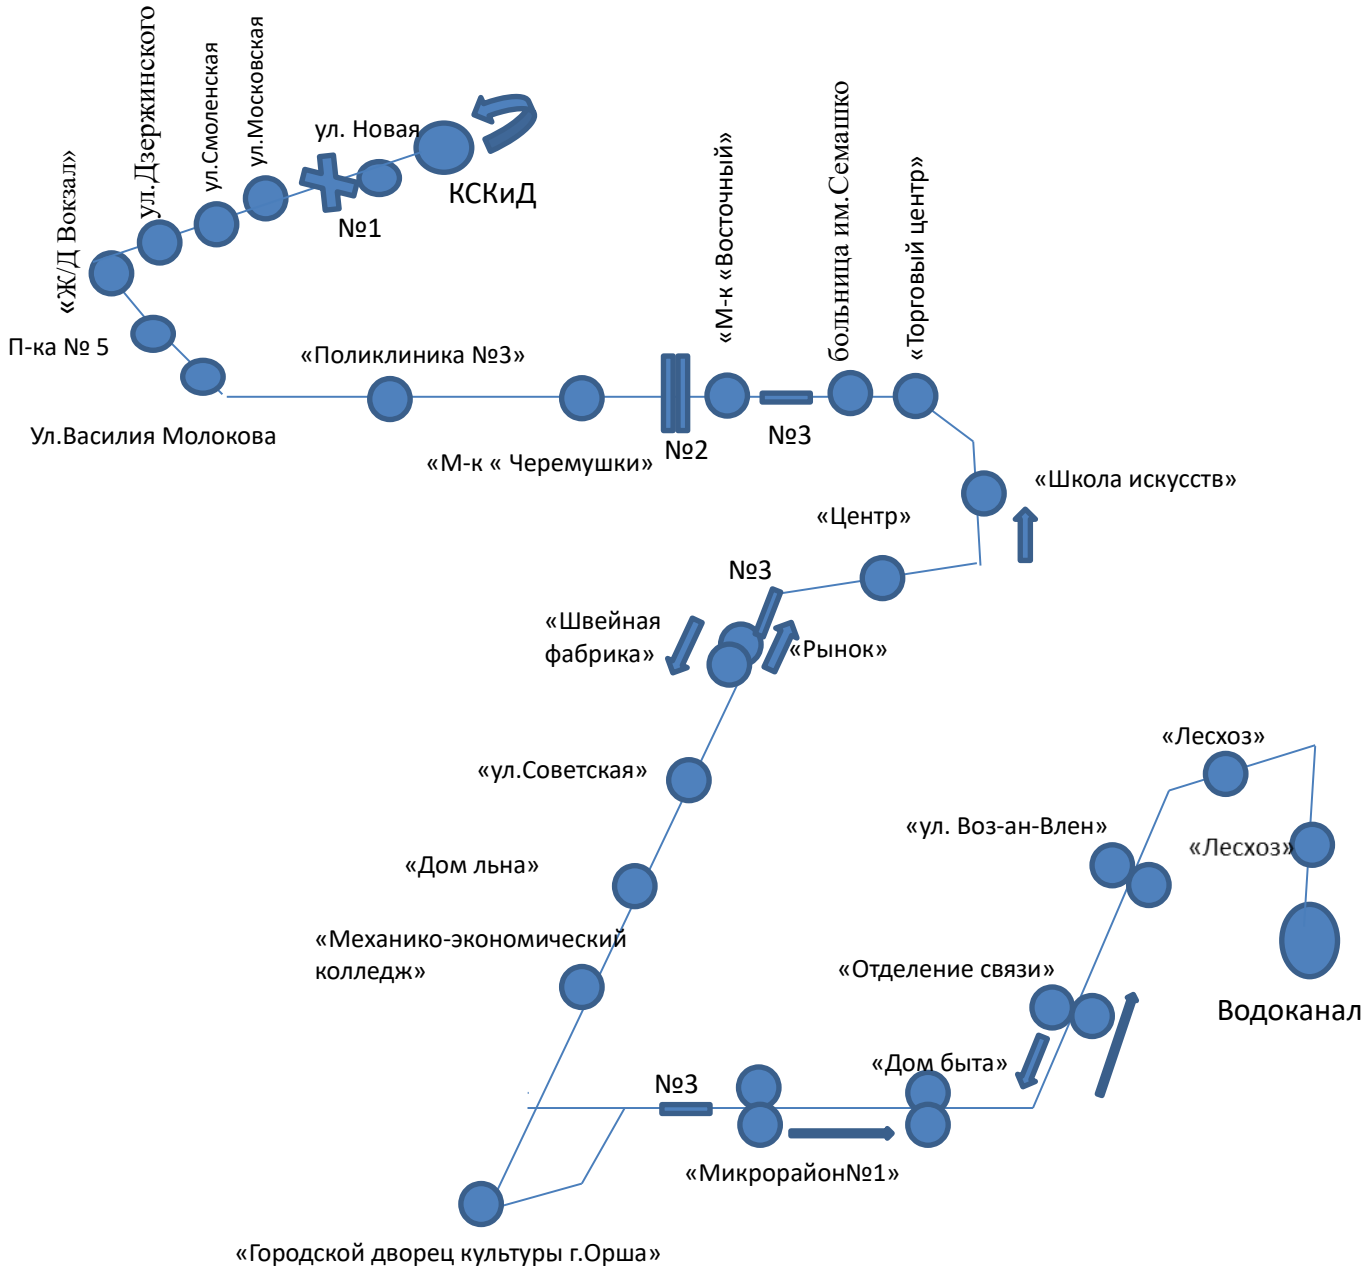 «Ж/Д Вокзал»
ул.Дзержинского
ул.Смоленская
ул.Московская
ул. Новая
КСКиД
№1
П-ка № 5
Ул.Василия Молокова
«Поликлиника №3»
«М-к « Черемушки»
№2
«М-к «Восточный»
№3
больница им.Семашко
«Торговый центр»
«Школа искусств»
«Центр»
№3
«Швейная
фабрика»
«Рынок»
«ул.Советская»
«Дом льна»
«Механико-экономический
колледж»
«Лесхоз»
«ул. Воз-ан-Влен»
«Лесхоз»
«Отделение связи»
Водоканал
«Дом быта»
№3
«Микрорайон№1»
«Городской дворец культуры г.Орша»